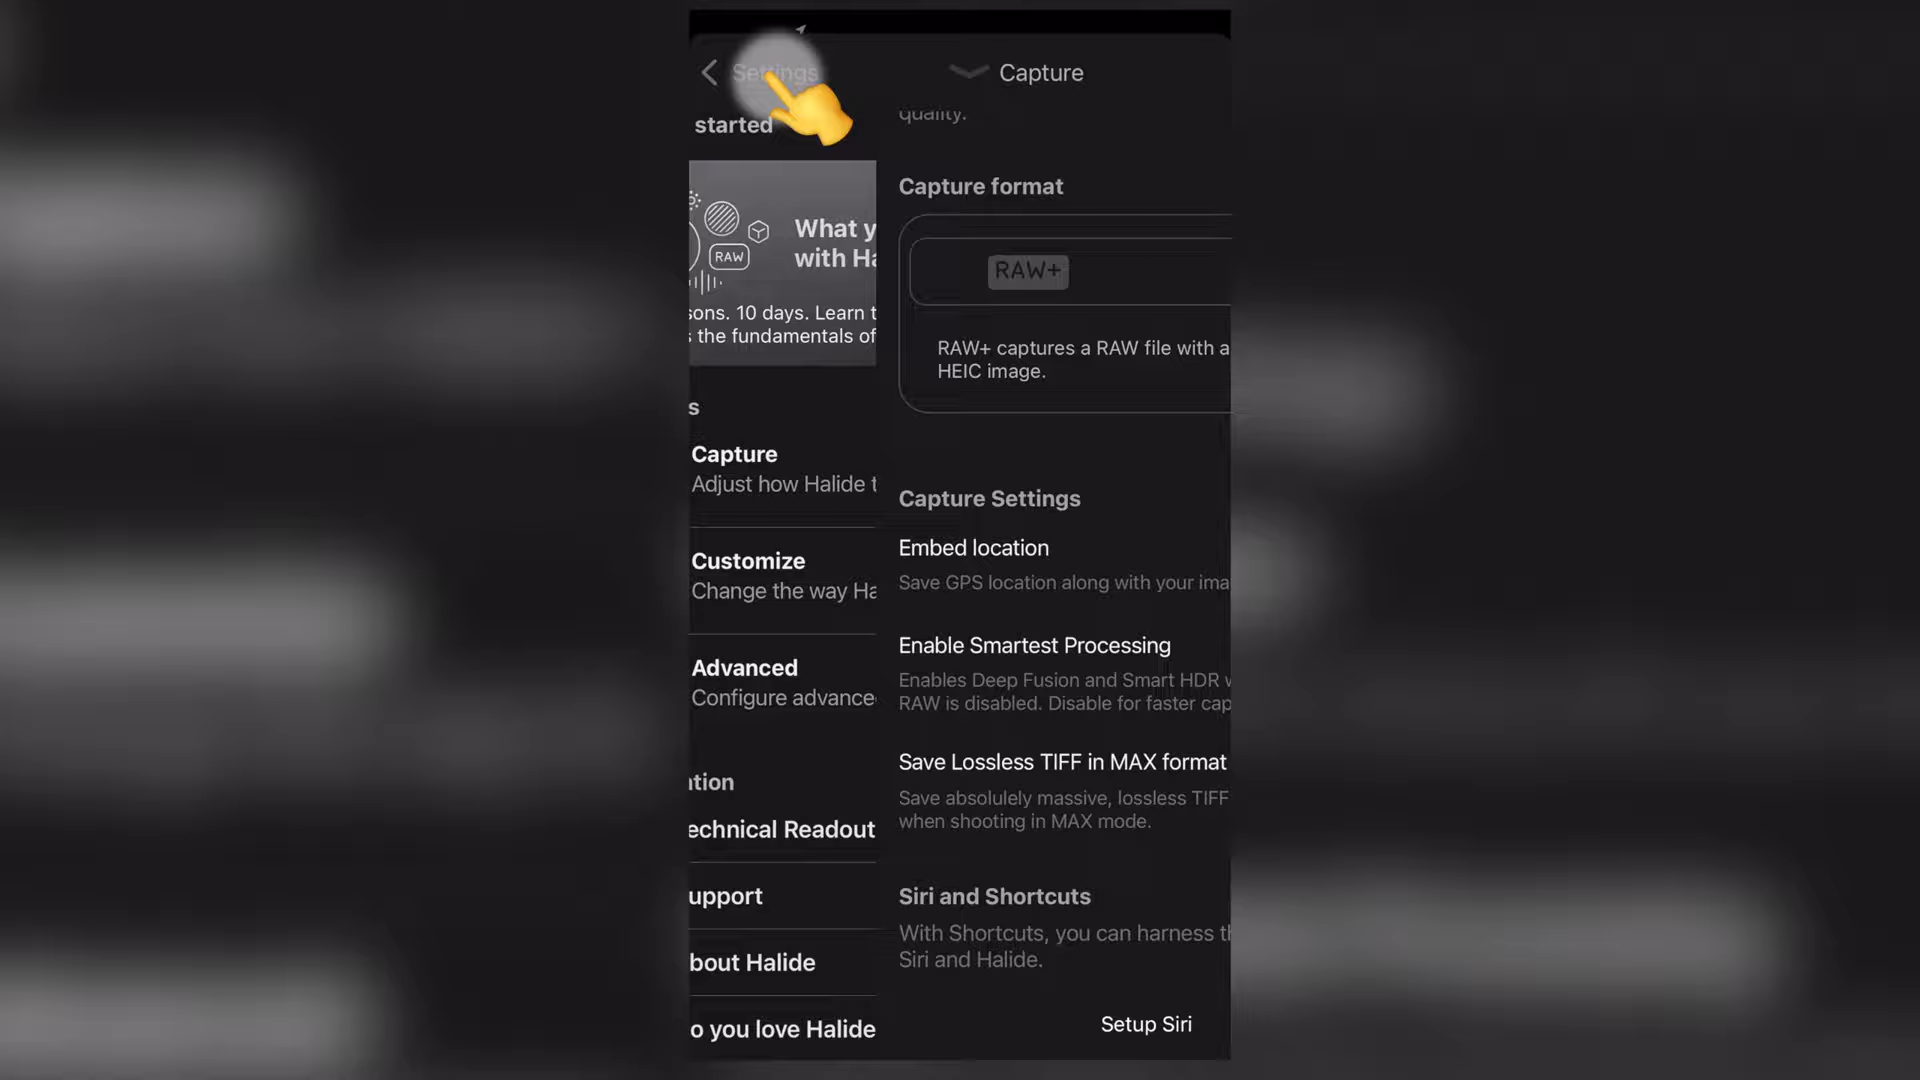 Settings
Capture
started
RAW
What y
with Ha
sons. 10 days. Learn t
s the fundamentals of
s
Capture
Adjust how Halide t
Customize
Change the way Ha
Advanced
Configure advance
ation
echnical Readout
upport
bout Halide
o you love Halide
quality.
Capture format
RAW+
RAW+ captures a RAW file with a
HEIC image.
Capture Settings
Embed location
Save GPS location along with your ima
Enable Smartest Processing
Enables Deep Fusion and Smart HDR w
RAW is disabled. Disable for faster cap
Save Lossless TIFF in MAX format
Save absolulely massive, lossless TIFF
when shooting in MAX mode.
Siri and Shortcuts
With Shortcuts, you can harness th
Siri and Halide.
Setup Siri